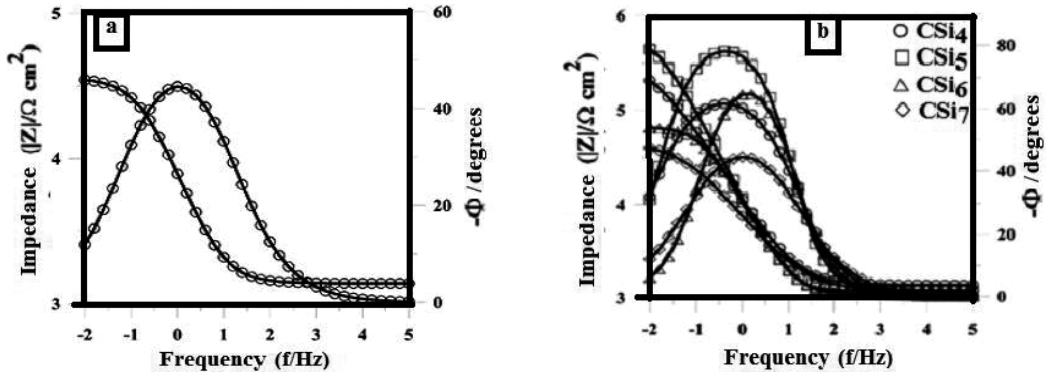 a
Impedance (|Z|/Ω cm²)
5
4
3
60
40
20
0
-Φ / degrees
-2 -1 0 1 2 3 4 5
Frequency (f/Hz)
b
CSi4
CSi5
CSi6
CSi7
Impedance (|Z|/Ω cm²)
6
5
4
3
80
60
40
20
0
-Φ / degrees
-2 -1 0 1 2 3 4 5
Frequency (f/Hz)